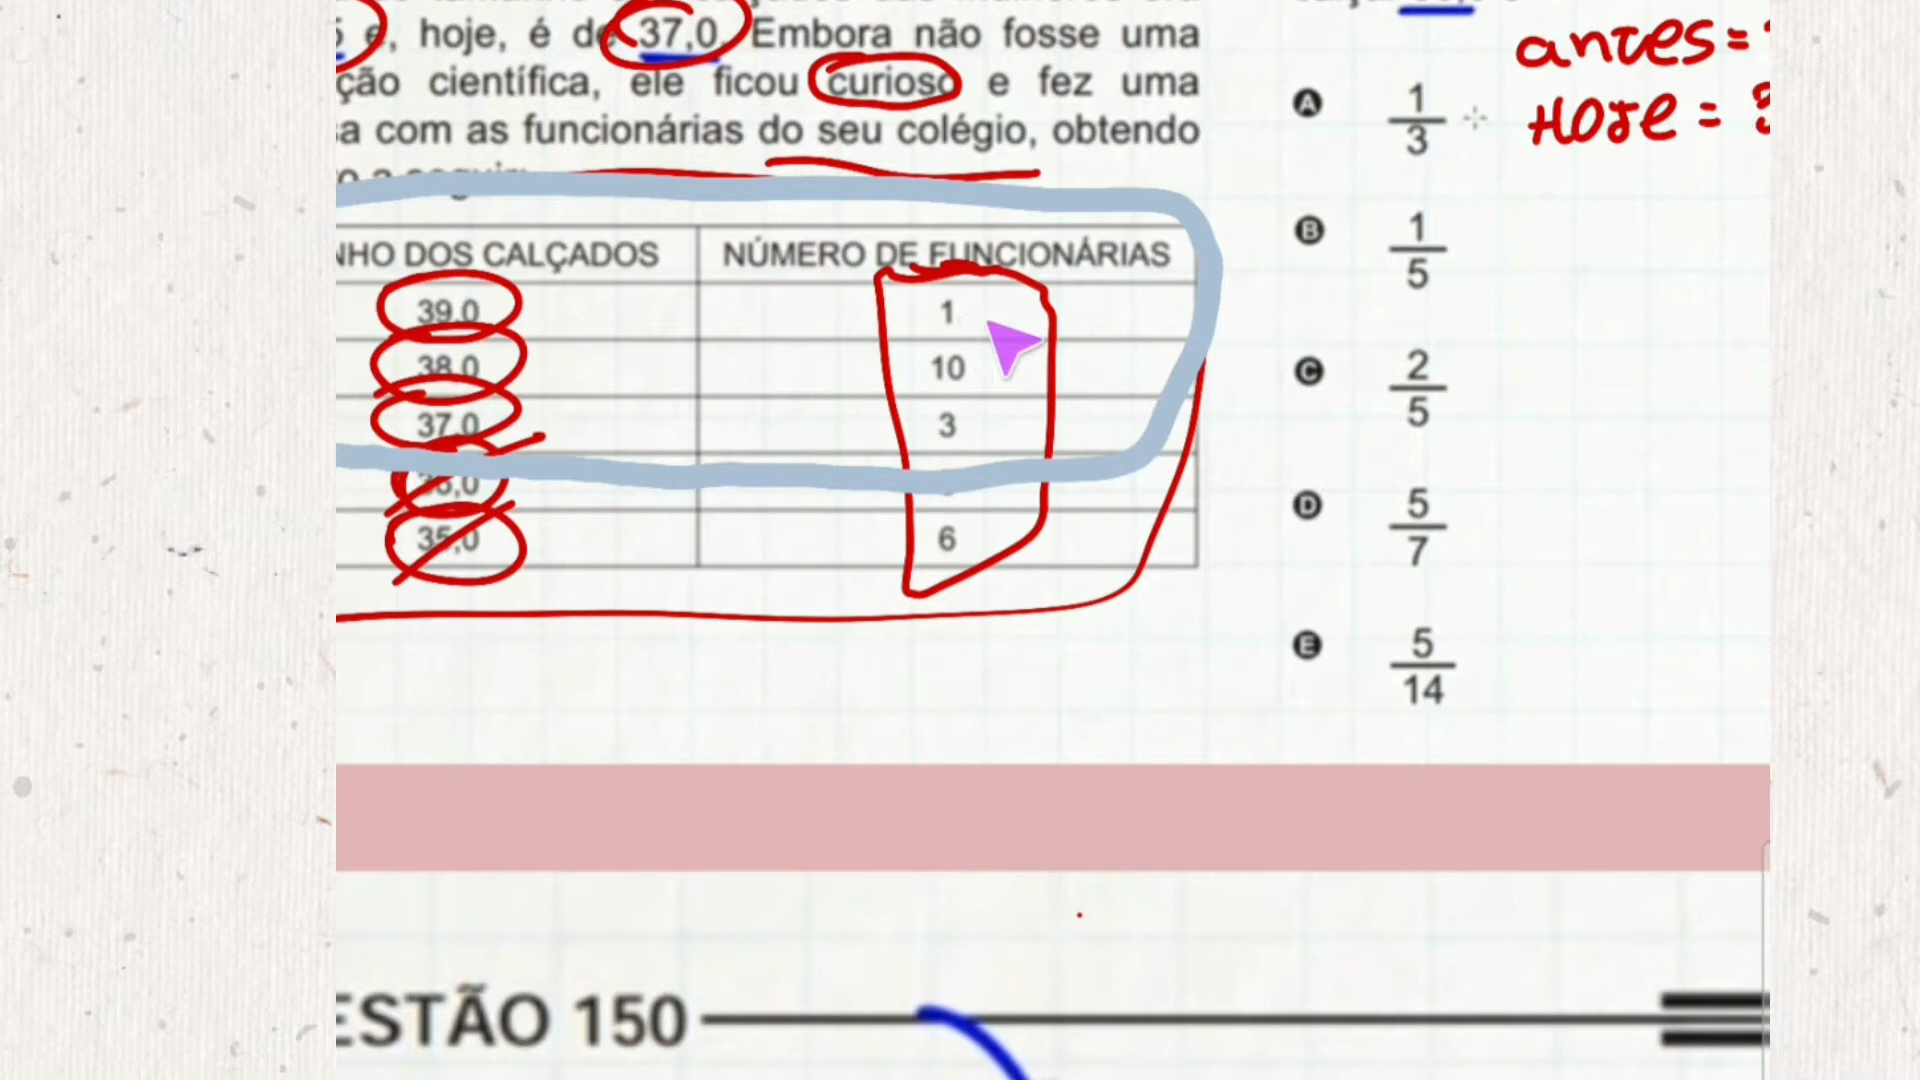 e, hoje, é de 37,0. Embora não fosse uma
ção científica, ele ficou curioso e fez uma
sa com as funcionárias do seu colégio, obtendo
o a seguir
NHO DOS CALÇADOS NÚMERO DE FUNCIONÁRIAS
39,0 1
38,0 10
37,0 3
35,0 6
antes =
HOJE =
A 1/3
B 1/5
C 2/5
D 5/7
E 5/14
ESTÃO 150